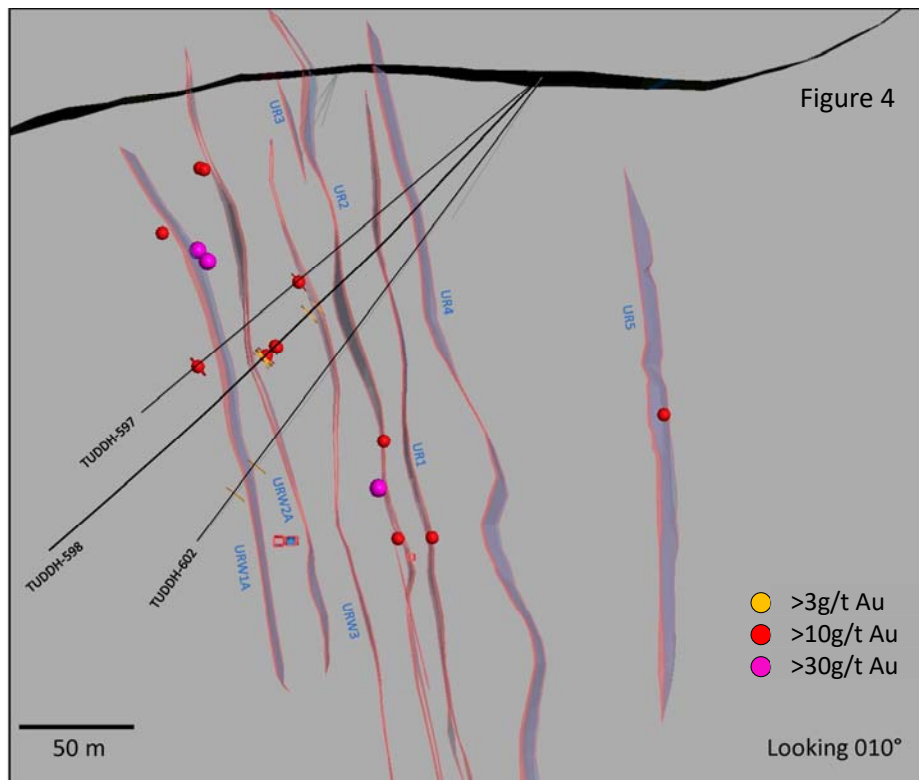 Figure 4
UR3
UR2
UR4
UR5
TUDDH-597
UR1
URW2A
TUDDH-598
URW1A
TUDDH-602
URW3
>3g/t Au
>10g/t Au
>30g/t Au
50 m
Looking 010°